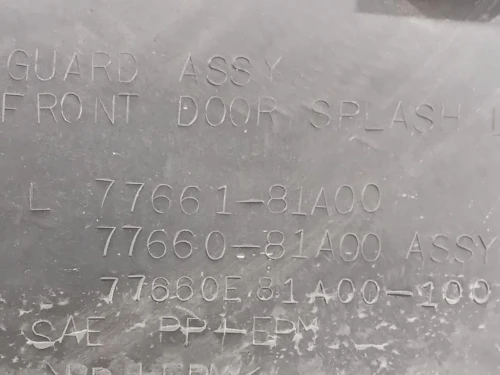 GUARD ASSY
FRONT DOOR SPLASH
L 77661-81A00
77660-81A00 ASSY
77660E81A00-100
SAE PP+EPM